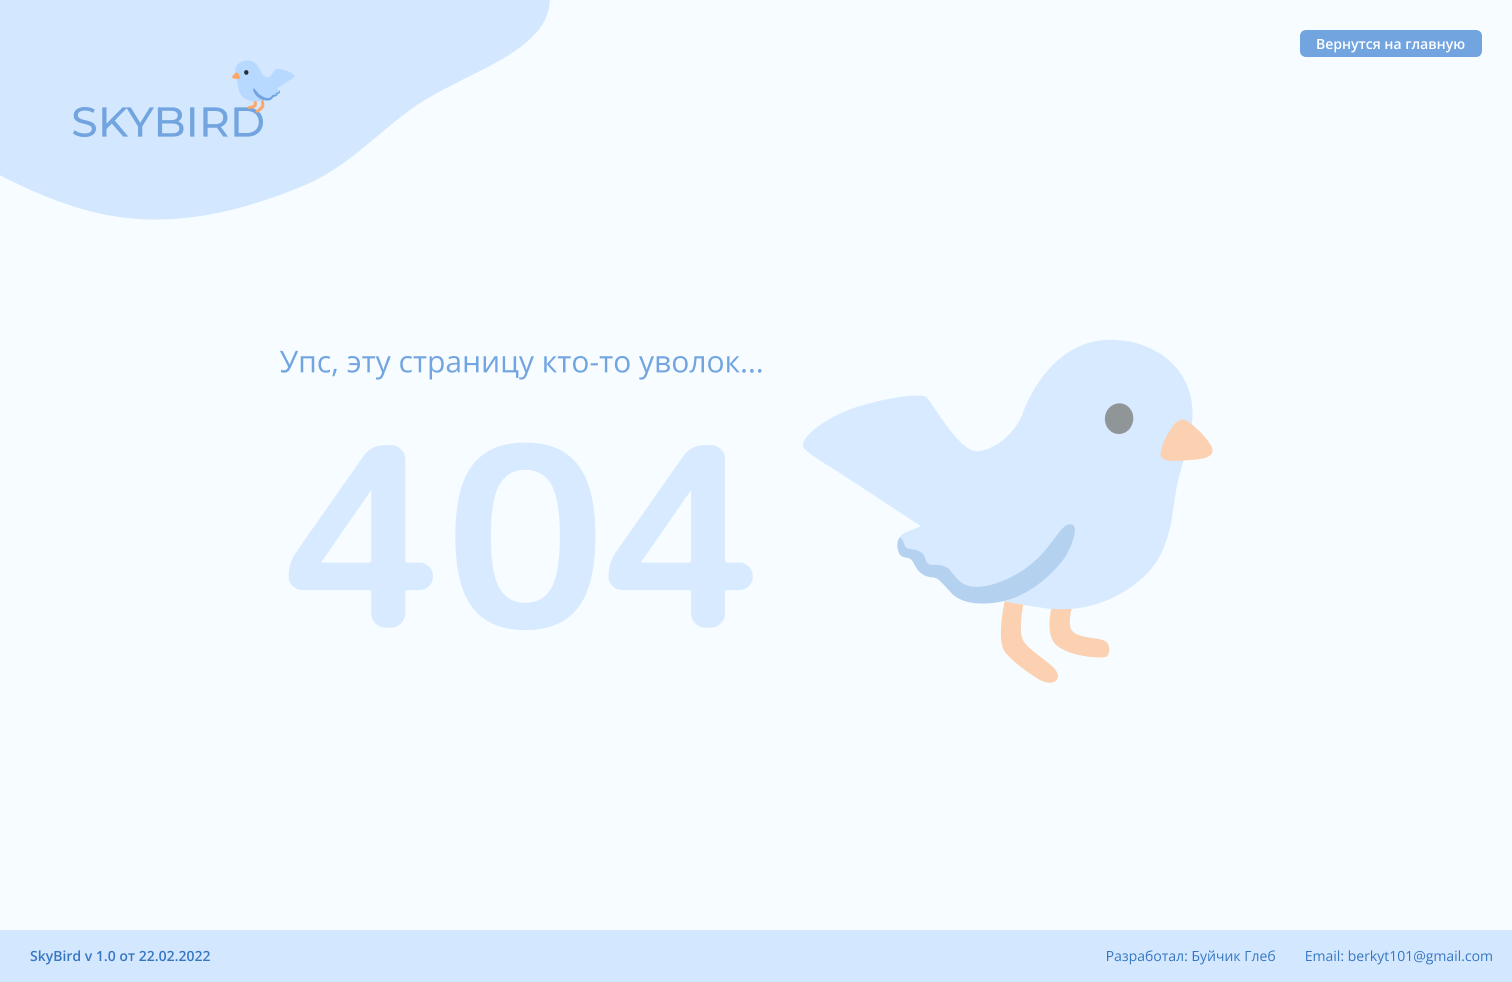 SKYBIRD
Вернутся на главную
Упс, эту страницу кто-то уволок...
404
SkyBird v 1.0 от 22.02.2022
Разработал: Буйчик Глеб
Email: berkyt101@gmail.com